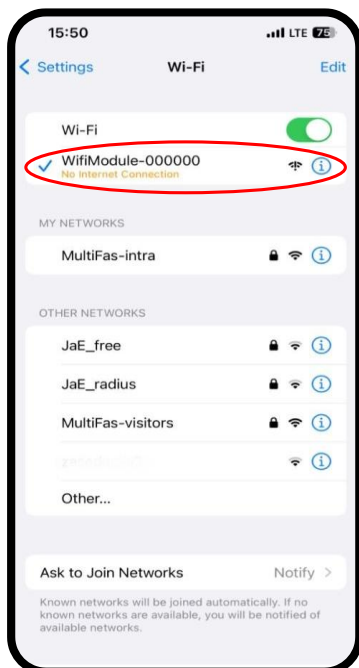 15:50 LTE 75
Settings Wi-Fi Edit
Wi-Fi
WifiModule-000000
No Internet Connection
MY NETWORKS
MultiFas-intra
OTHER NETWORKS
JaE_free
JaE_radius
MultiFas-visitors
Other...
Ask to Join Networks Notify
Known networks will be joined automatically. If no
known networks are available, you will be notified of
available networks.